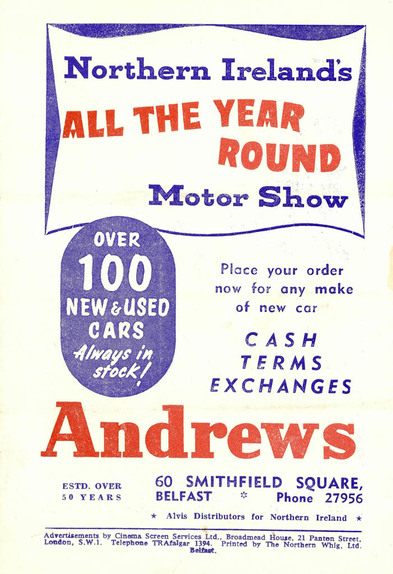 Northern Ireland's
ALL THE YEAR
ROUND
Motor Show
OVER
100
NEW & USED
CARS
Always in
stock!
Place your order
now for any make
of new car
CASH
TERMS
EXCHANGES
Andrews
ESTD. OVER
50 YEARS
60 SMITHFIELD SQUARE,
BELFAST * Phone 27956
★ Alvis Distributors for Northern Ireland ★
Advertisements by Cinema Screen Services Ltd., Broadmead House, 21 Panton Street,
London, S.W.1. Telephone TRAfalgar 1394. Printed by The Northern Whig, Ltd.
Belfast.